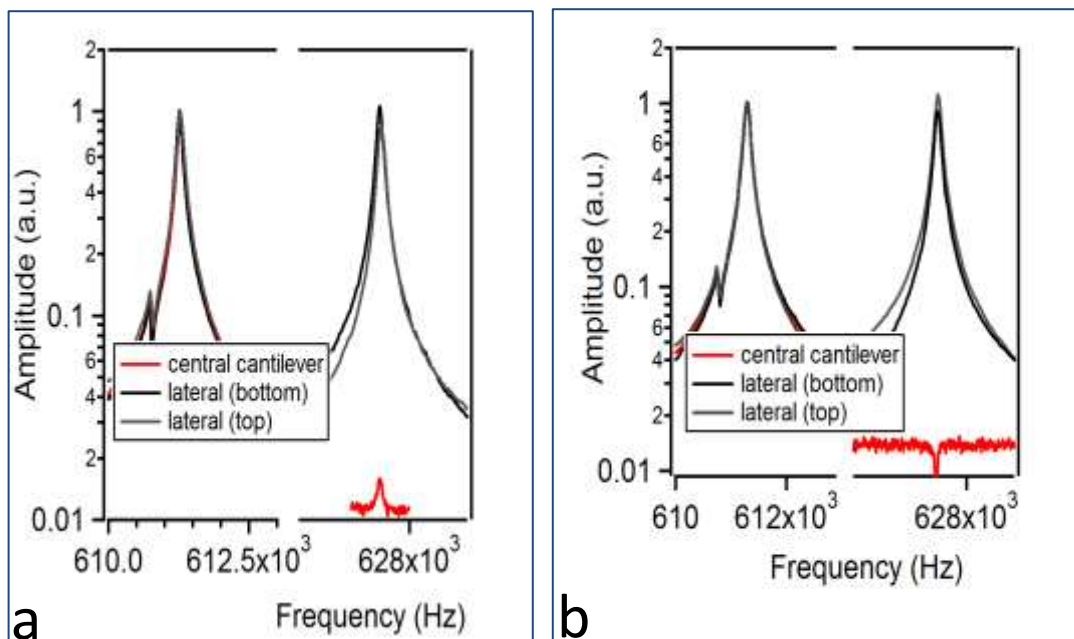 2
1
6
4
2
0.1
6
4
2
0.01
Amplitude (a.u.)
central cantilever
lateral (bottom)
lateral (top)
610.0 612.5x10³ 628x10³
Frequency (Hz)
a
2
1
6
4
2
0.1
6
4
2
0.01
Amplitude (a.u.)
central cantilever
lateral (bottom)
lateral (top)
610 612x10³ 628x10³
Frequency (Hz)
b